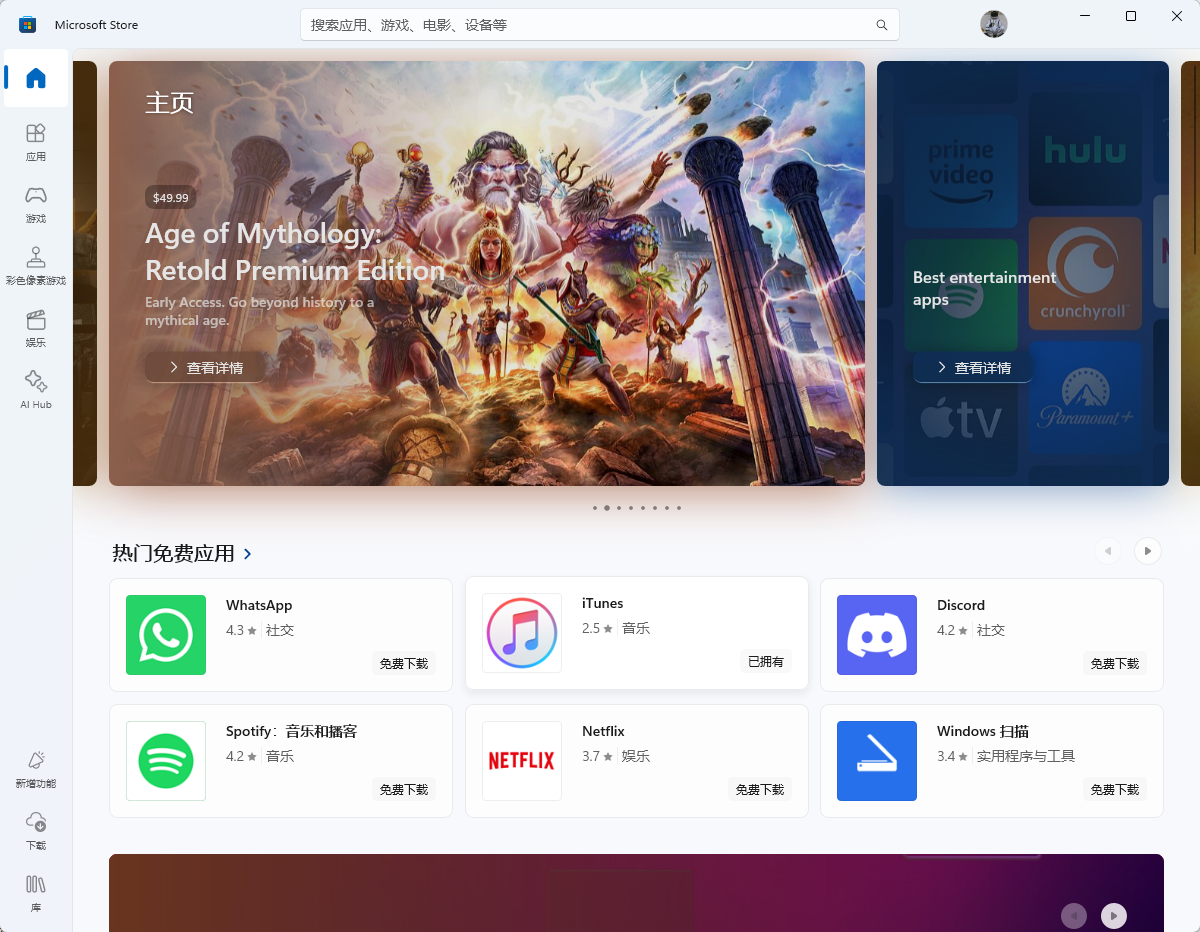 Microsoft Store
搜索应用、游戏、电影、设备等
应用
游戏
彩色像素游戏
娱乐
AI Hub
新增功能
下载
库
主页
$49.99
Age of Mythology:
Retold Premium Edition
Early Access. Go beyond history to a
mythical age.
查看详情
prime
video
hulu
crunchyroll
tv
Paramount+
Best entertainment
apps
查看详情
热门免费应用
WhatsApp
4.3 ★ 社交
免费下载
iTunes
2.5 ★ 音乐
已拥有
Discord
4.2 ★ 社交
免费下载
Spotify：音乐和播客
4.2 ★ 音乐
免费下载
NETFLIX
Netflix
3.7 ★ 娱乐
免费下载
Windows 扫描
3.4 ★ 实用程序与工具
免费下载